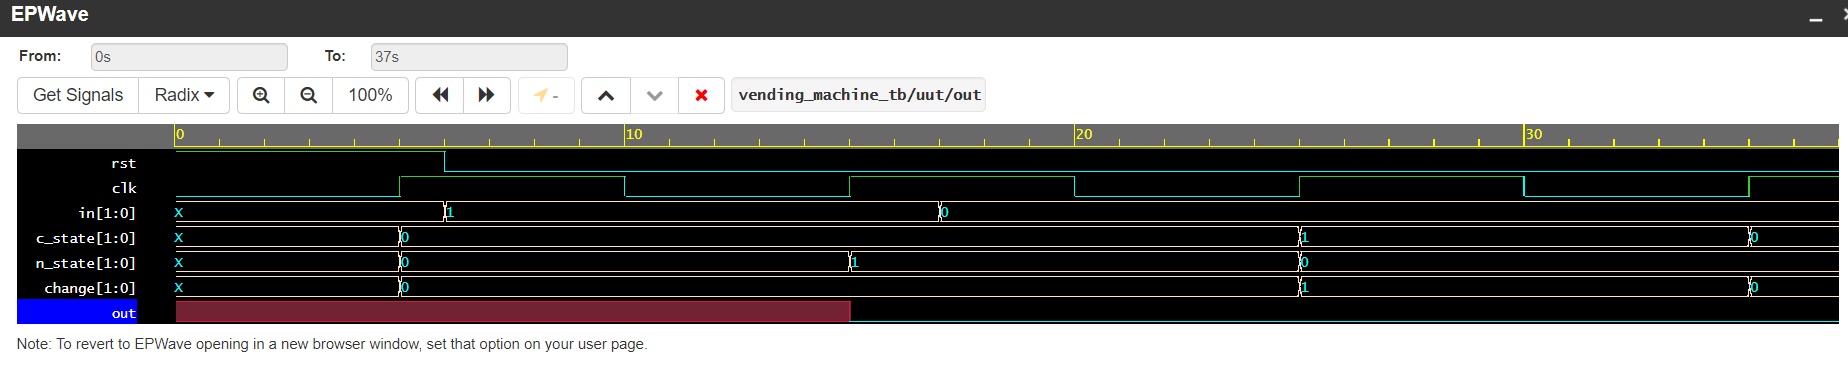 EPWave
From: 0s To: 37s
Get Signals Radix 100% - vending_machine_tb/uut/out
0 10 20 30
rst
clk
in[1:0] X 1 0
c_state[1:0] X 0 1 0
n_state[1:0] X 0 1 0
change[1:0] X 0 1 0
out
Note: To revert to EPWave opening in a new browser window, set that option on your user page.